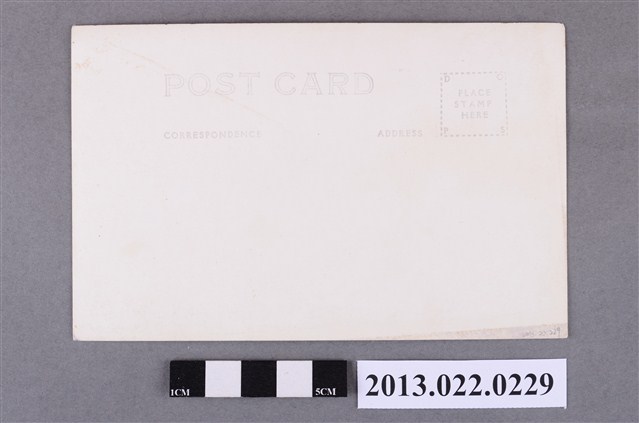 POST CARD
CORRESPONDENCE
ADDRESS
PLACE
STAMP
HERE
1CM
5CM
2013.022.0229